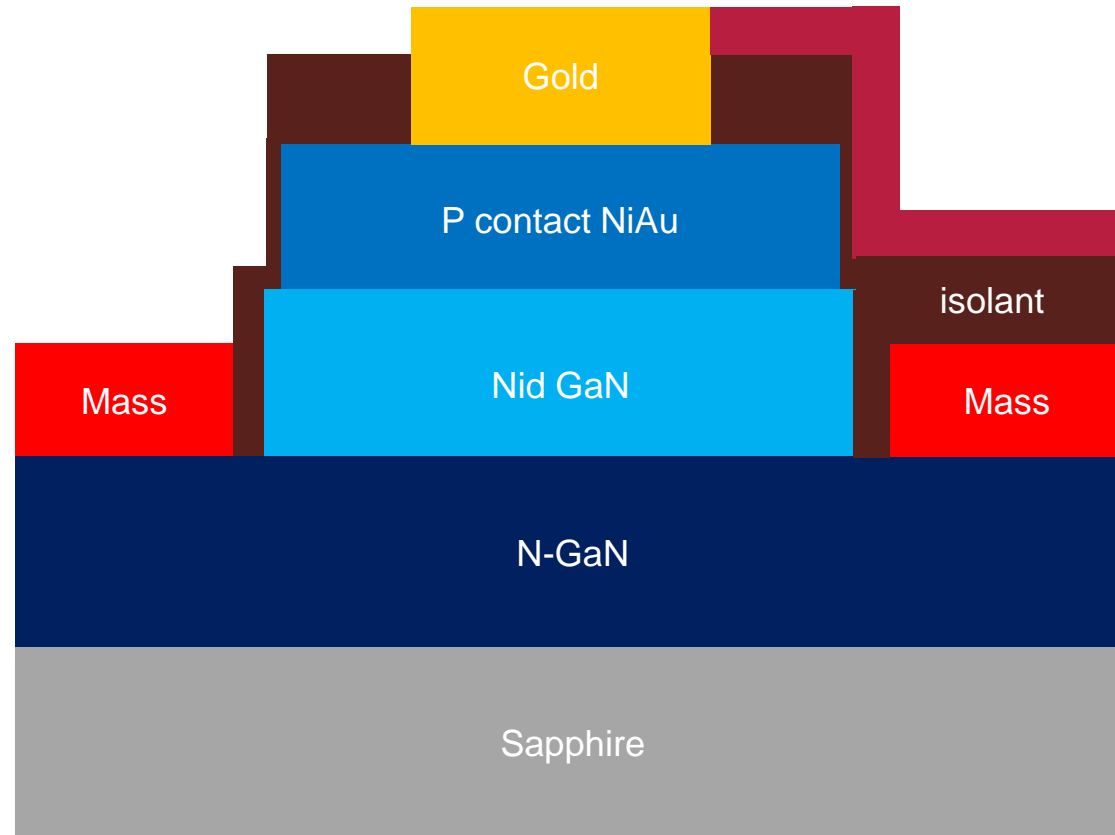 Gold
P contact NiAu
isolant
Nid GaN
Mass
Mass
N-GaN
Sapphire